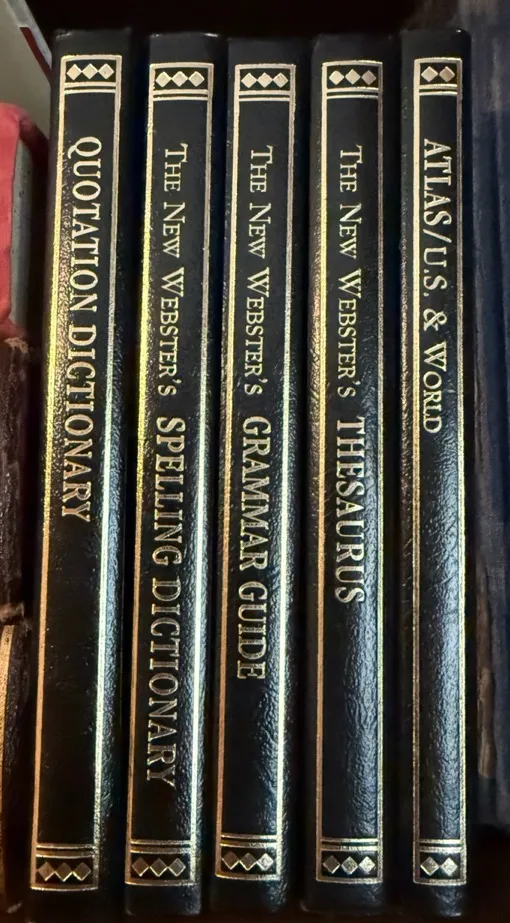 QUOTATION DICTIONARY
THE NEW WEBSTER'S SPELLING DICTIONARY
THE NEW WEBSTER'S GRAMMAR GUIDE
THE NEW WEBSTER'S THESAURUS
ATLAS/U.S. & WORLD